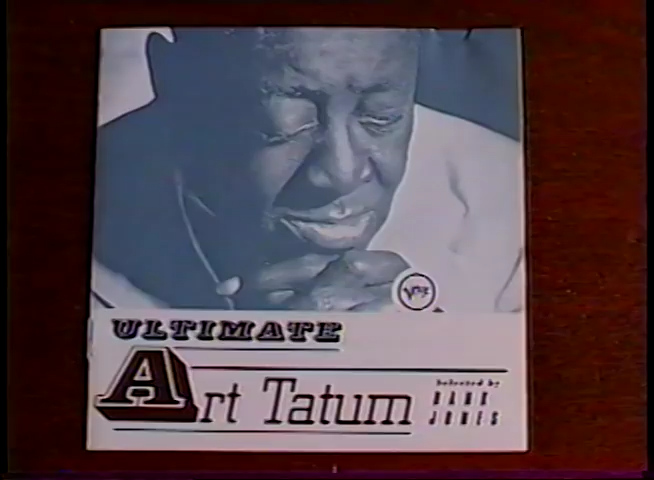 Verve
ULTIMATE
Art Tatum
Selected by
HANK
JONES